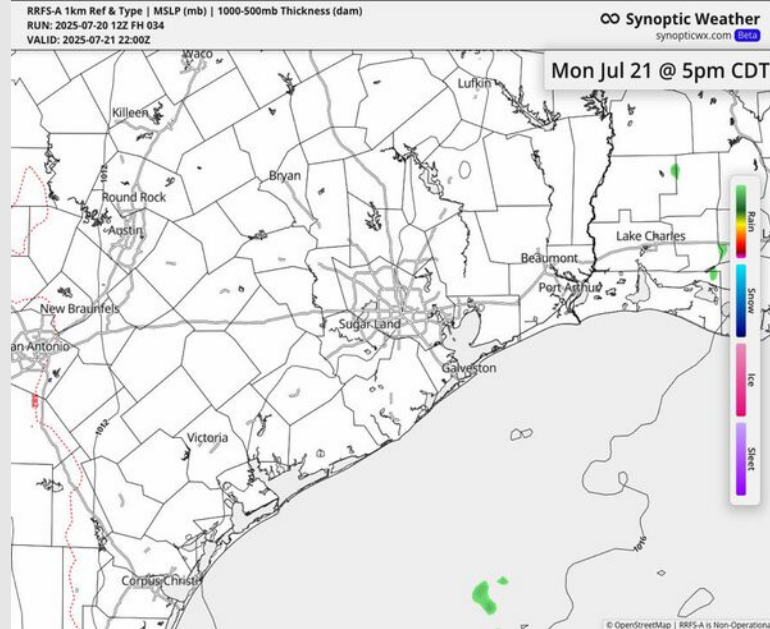 RRFS-A 1km Ref & Type | MSLP (mb) | 1000-500mb Thickness (dam)
RUN: 2025-07-20 12Z FH 034
VALID: 2025-07-21 22:00Z
Synoptic Weather
synopticwx.com Beta
Mon Jul 21 @ 5pm CDT
Waco
Lufkin
Killeen
1012
Bryan
Round Rock
Austin
Rain
Lake Charles
Beaumont
Port Arthur
Snow
New Braunfels
Sugar Land
an Antonio
Galveston
Ice
582
1012
Victoria
Sleet
1016
Corpus Christi
© OpenStreetMap | RRFS-A is Non-Operationa